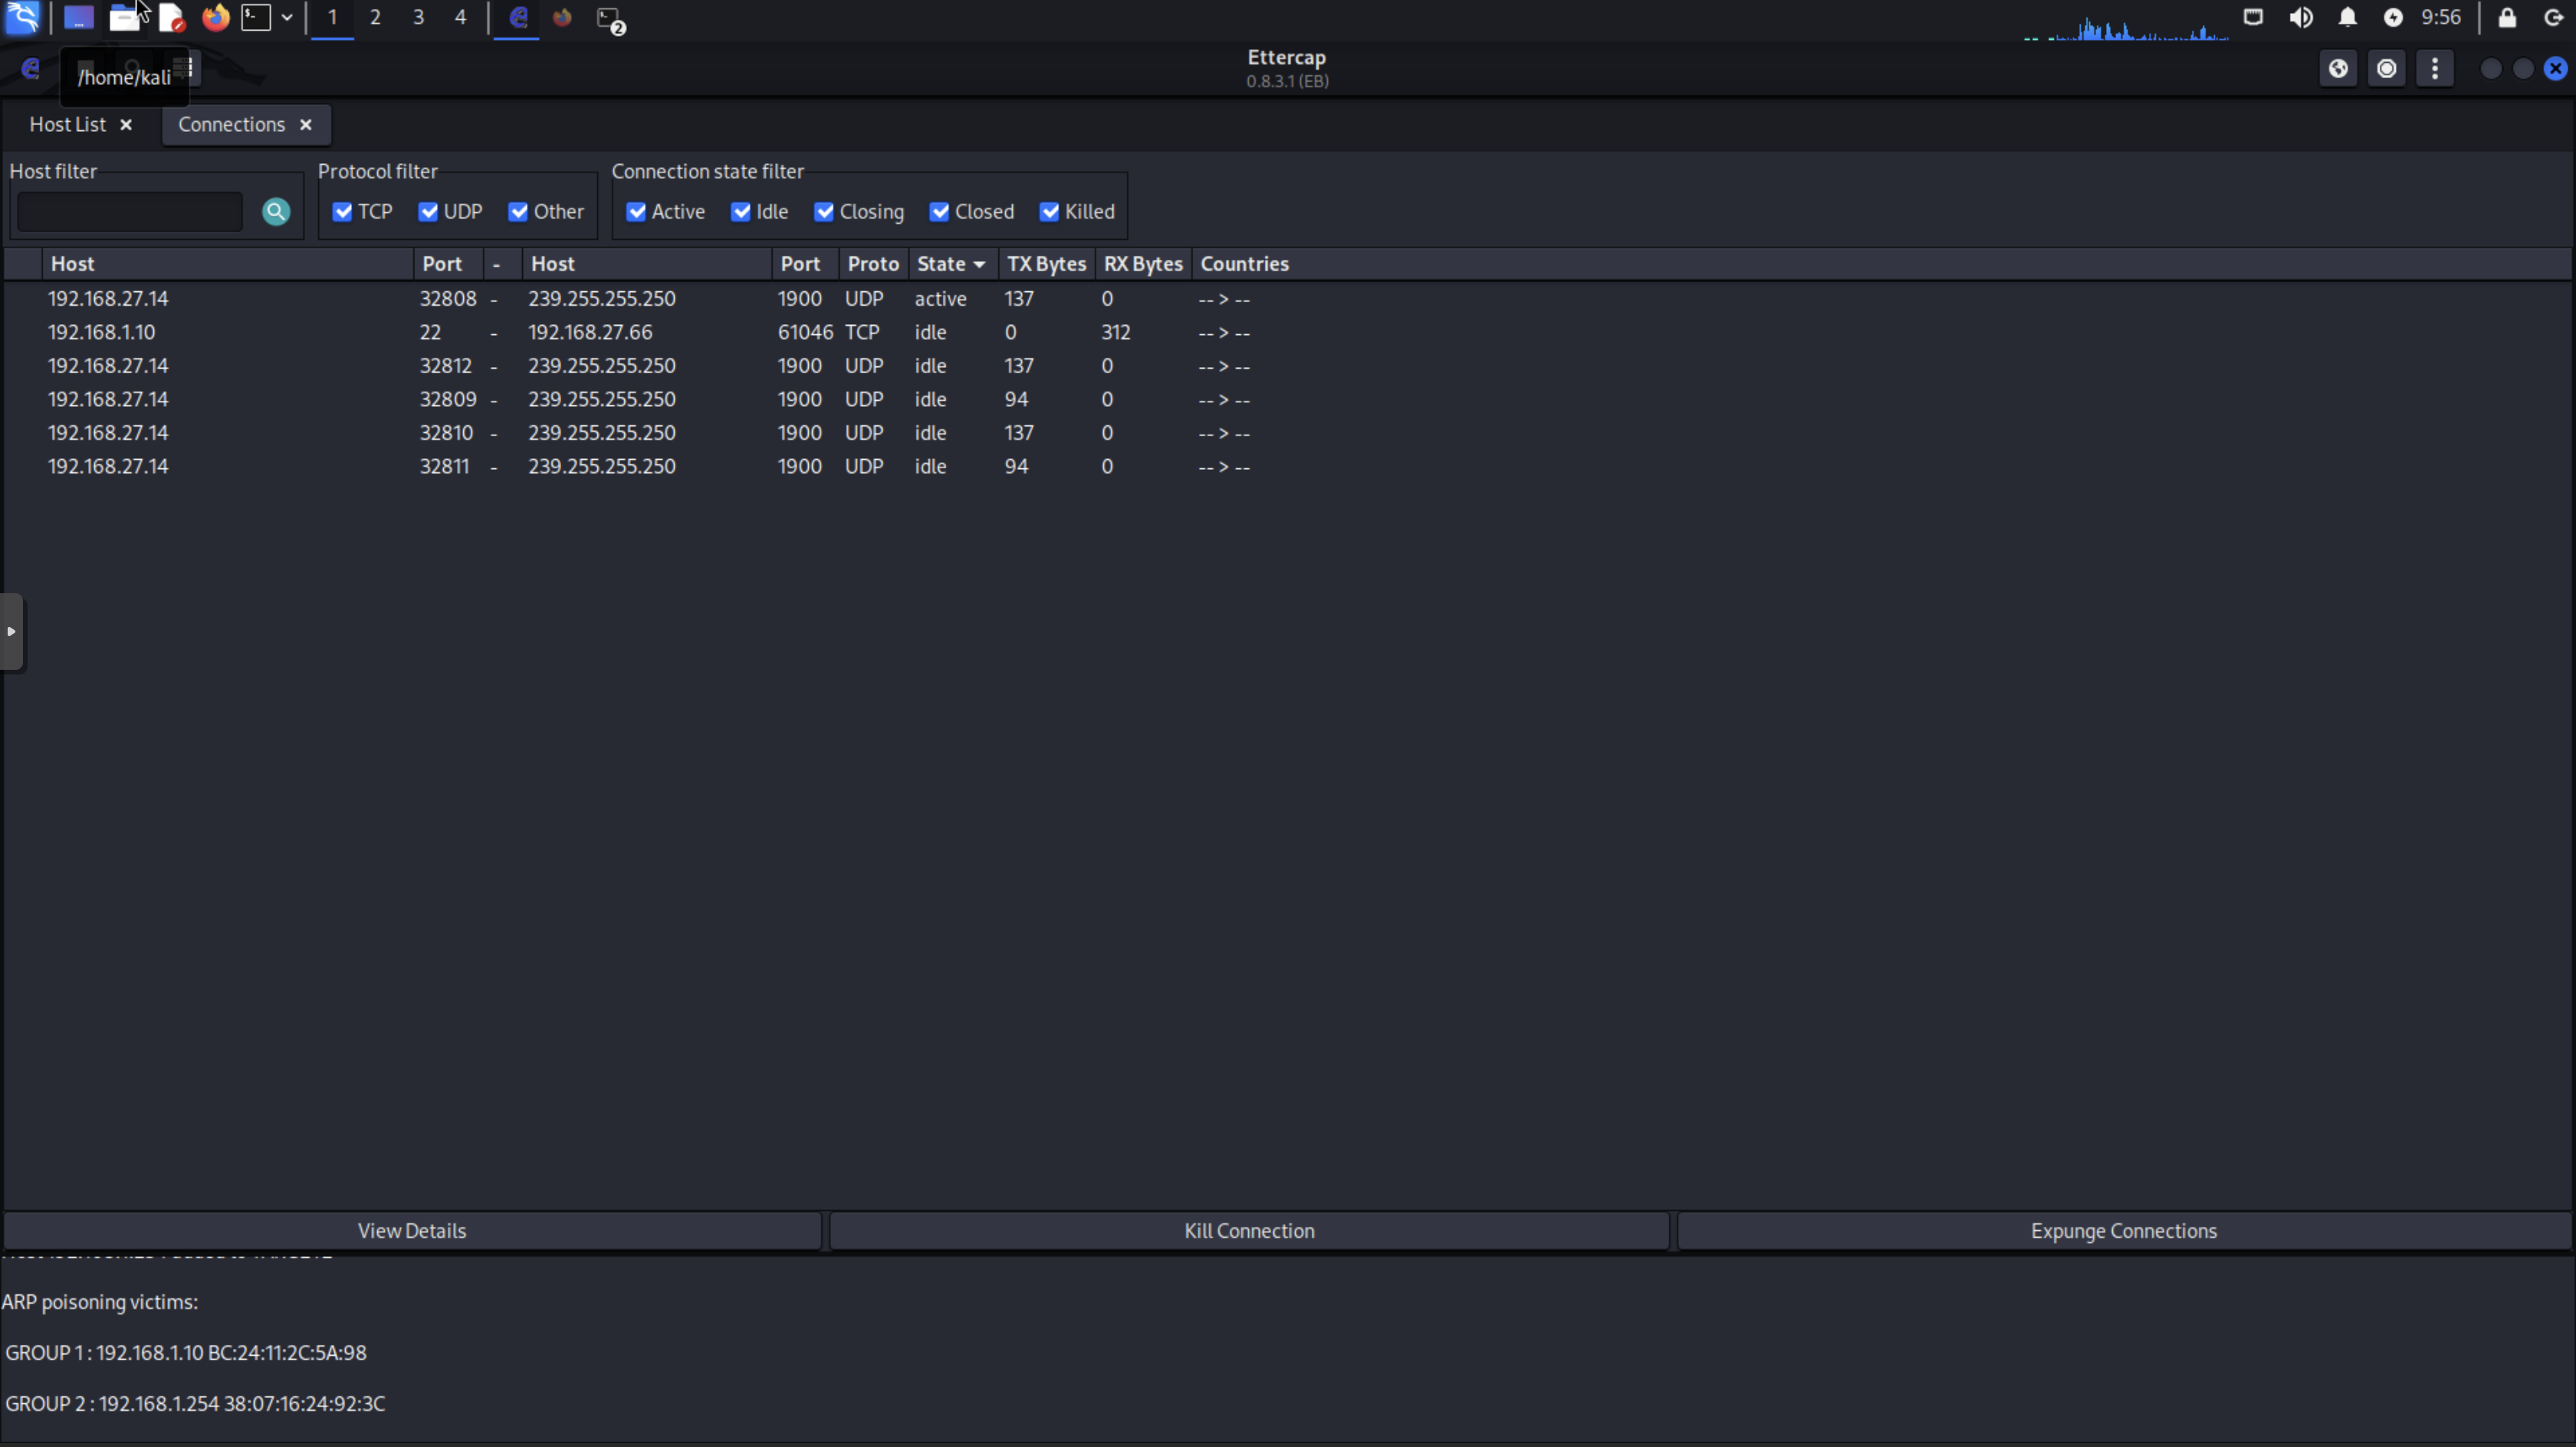 1 2 3 4 2 9:56
Ettercap
0.8.3.1 (EB)
/home/kali
Host List Connections
Host filter Protocol filter Connection state filter
TCP UDP Other Active Idle Closing Closed Killed
Host Port - Host Port Proto State TX Bytes RX Bytes Countries
192.168.27.14 32808 - 239.255.255.250 1900 UDP active 137 0 -- > --
192.168.1.10 22 - 192.168.27.66 61046 TCP idle 0 312 -- > --
192.168.27.14 32812 - 239.255.255.250 1900 UDP idle 137 0 -- > --
192.168.27.14 32809 - 239.255.255.250 1900 UDP idle 94 0 -- > --
192.168.27.14 32810 - 239.255.255.250 1900 UDP idle 137 0 -- > --
192.168.27.14 32811 - 239.255.255.250 1900 UDP idle 94 0 -- > --
View Details Kill Connection Expunge Connections
ARP poisoning victims:
GROUP 1 : 192.168.1.10 BC:24:11:2C:5A:98
GROUP 2 : 192.168.1.254 38:07:16:24:92:3C